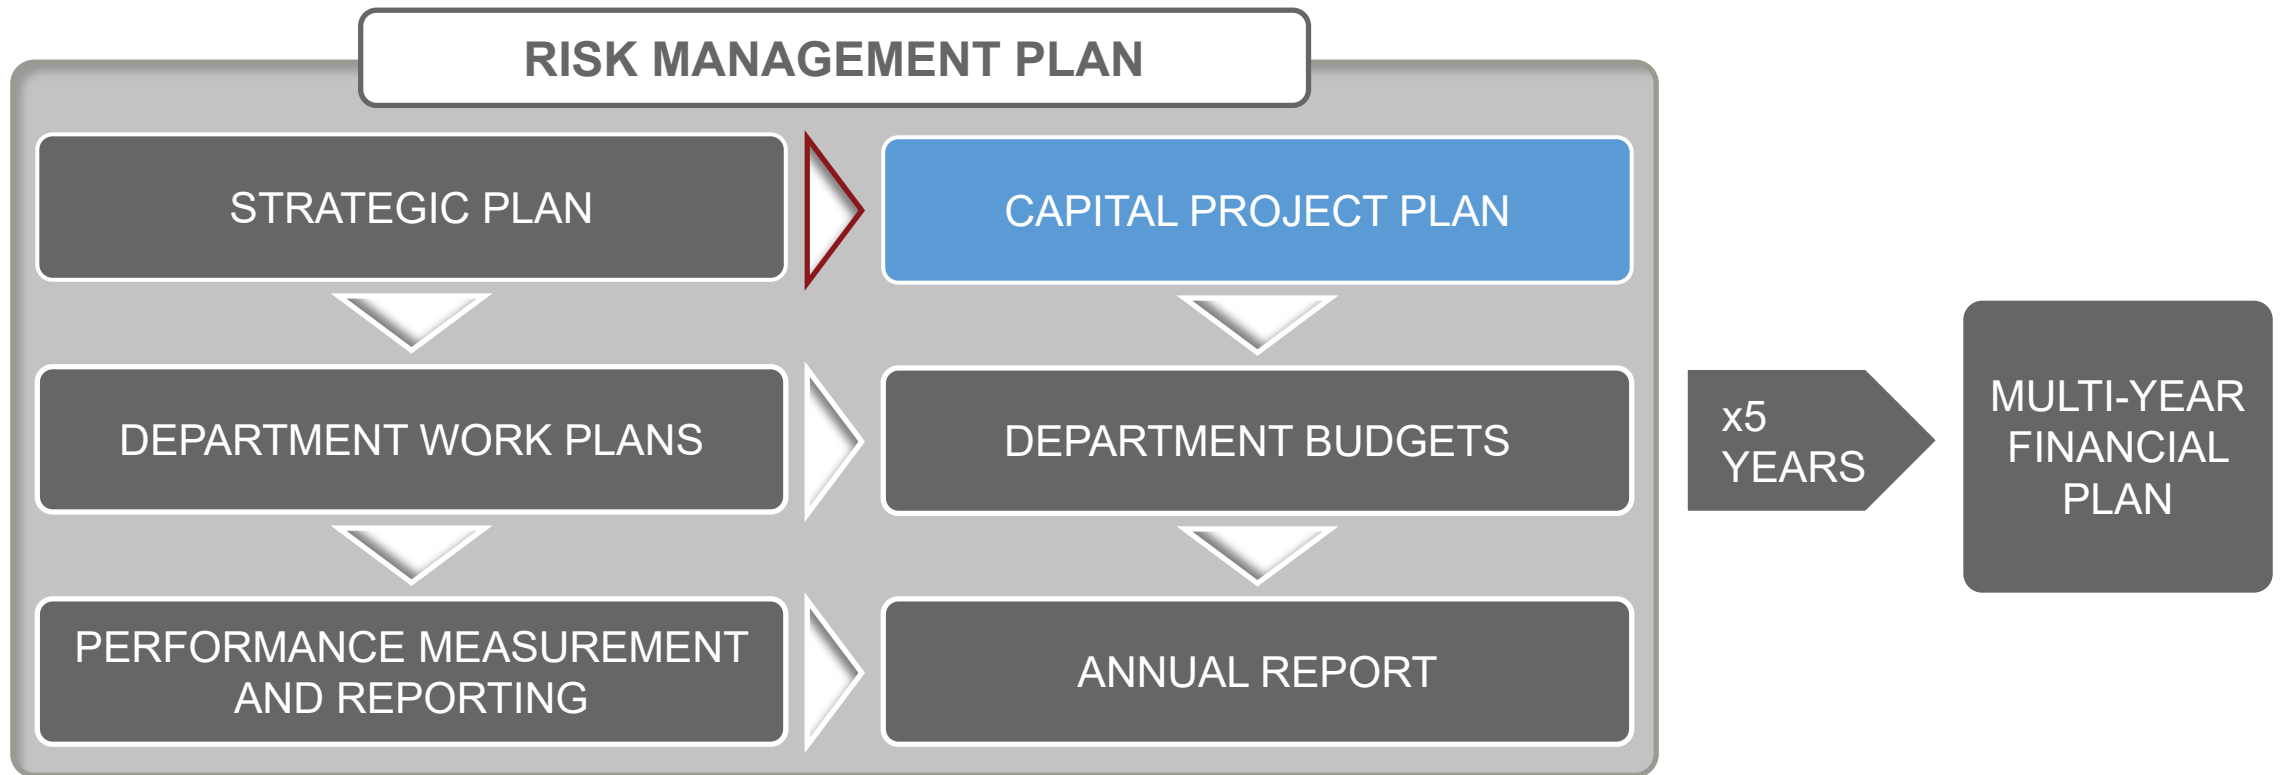 RISK MANAGEMENT PLAN
STRATEGIC PLAN
CAPITAL PROJECT PLAN
DEPARTMENT WORK PLANS
DEPARTMENT BUDGETS
PERFORMANCE MEASUREMENT
AND REPORTING
ANNUAL REPORT
x5
YEARS
MULTI-YEAR
FINANCIAL
PLAN